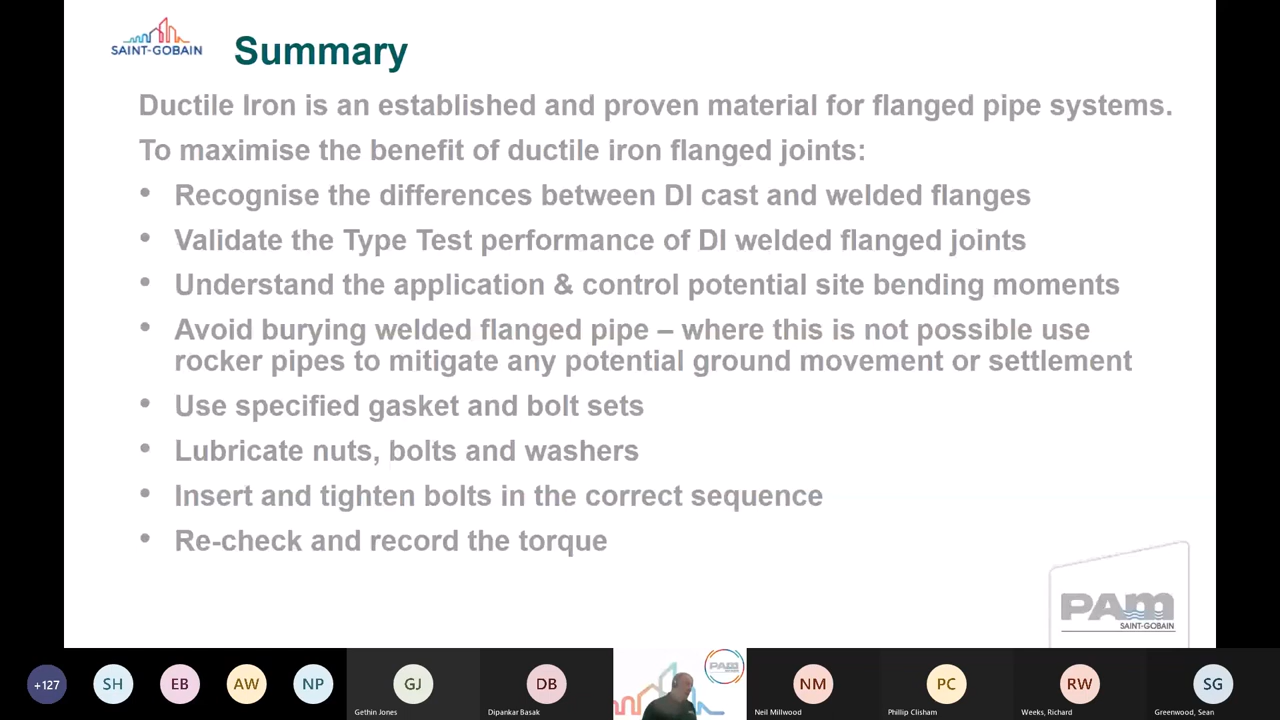 SAINT-GOBAIN
Summary
Ductile Iron is an established and proven material for flanged pipe systems.
To maximise the benefit of ductile iron flanged joints:
• Recognise the differences between DI cast and welded flanges
• Validate the Type Test performance of DI welded flanged joints
• Understand the application & control potential site bending moments
• Avoid burying welded flanged pipe – where this is not possible use
rocker pipes to mitigate any potential ground movement or settlement
• Use specified gasket and bolt sets
• Lubricate nuts, bolts and washers
• Insert and tighten bolts in the correct sequence
• Re-check and record the torque
PAM
SAINT-GOBAIN
+127
SH
EB
AW
NP
GJ
Gethin Jones
DB
Dipankar Basak
PAM
NM
Neil Millwood
PC
Phillip Clisham
RW
Weeks, Richard
SG
Greenwood, Sean